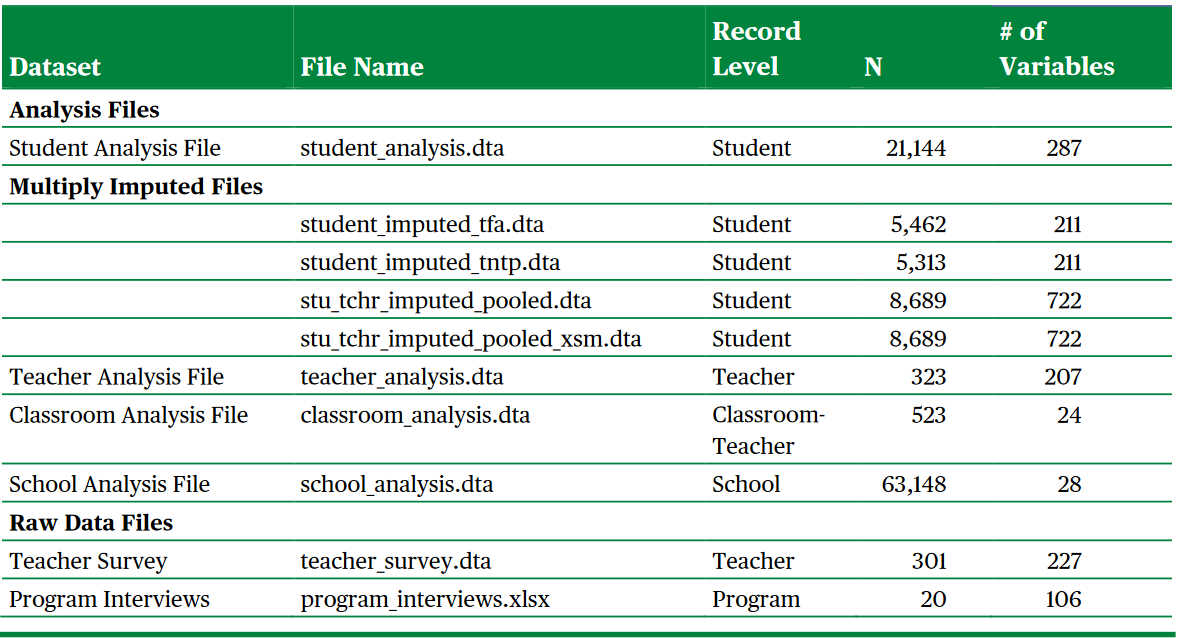 Dataset File Name Record Level N # of Variables
Analysis Files
Student Analysis File student_analysis.dta Student 21,144 287
Multiply Imputed Files
student_imputed_tfa.dta Student 5,462 211
student_imputed_tntp.dta Student 5,313 211
stu_tchr_imputed_pooled.dta Student 8,689 722
stu_tchr_imputed_pooled_xsm.dta Student 8,689 722
Teacher Analysis File teacher_analysis.dta Teacher 323 207
Classroom Analysis File classroom_analysis.dta Classroom- 523 24
Teacher
School Analysis File school_analysis.dta School 63,148 28
Raw Data Files
Teacher Survey teacher_survey.dta Teacher 301 227
Program Interviews program_interviews.xlsx Program 20 106